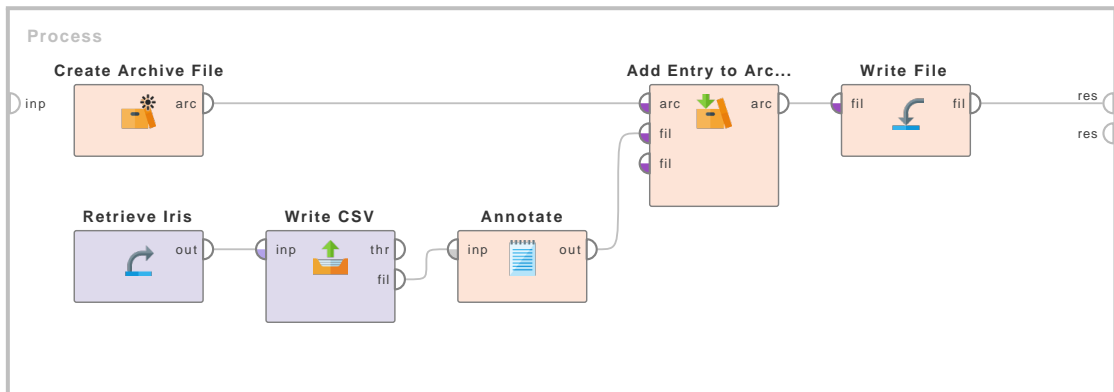 Process
Create Archive File
Add Entry to Arc...
Write File
inp
arc
arc
arc
fil
fil
res
fil
res
fil
Retrieve Iris
Write CSV
Annotate
out
inp
thr
inp
out
fil